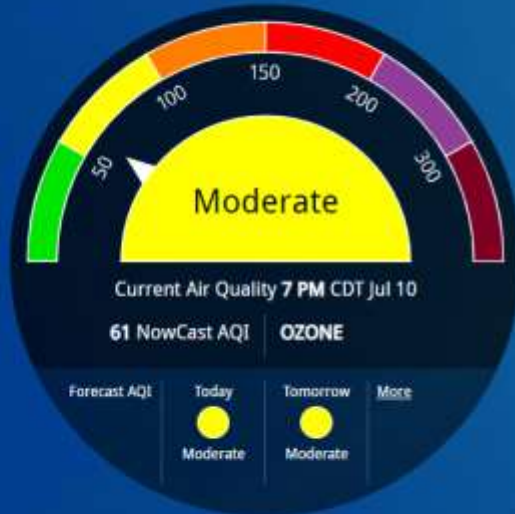 50
100
150
200
300
Moderate
Current Air Quality 7 PM CDT Jul 10
61 NowCast AQI OZONE
Forecast AQI Today Tomorrow More
Moderate Moderate